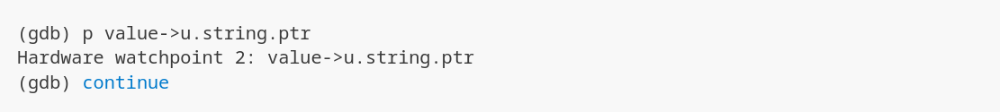 (gdb) p value->u.string.ptr
Hardware watchpoint 2: value->u.string.ptr
(gdb) continue